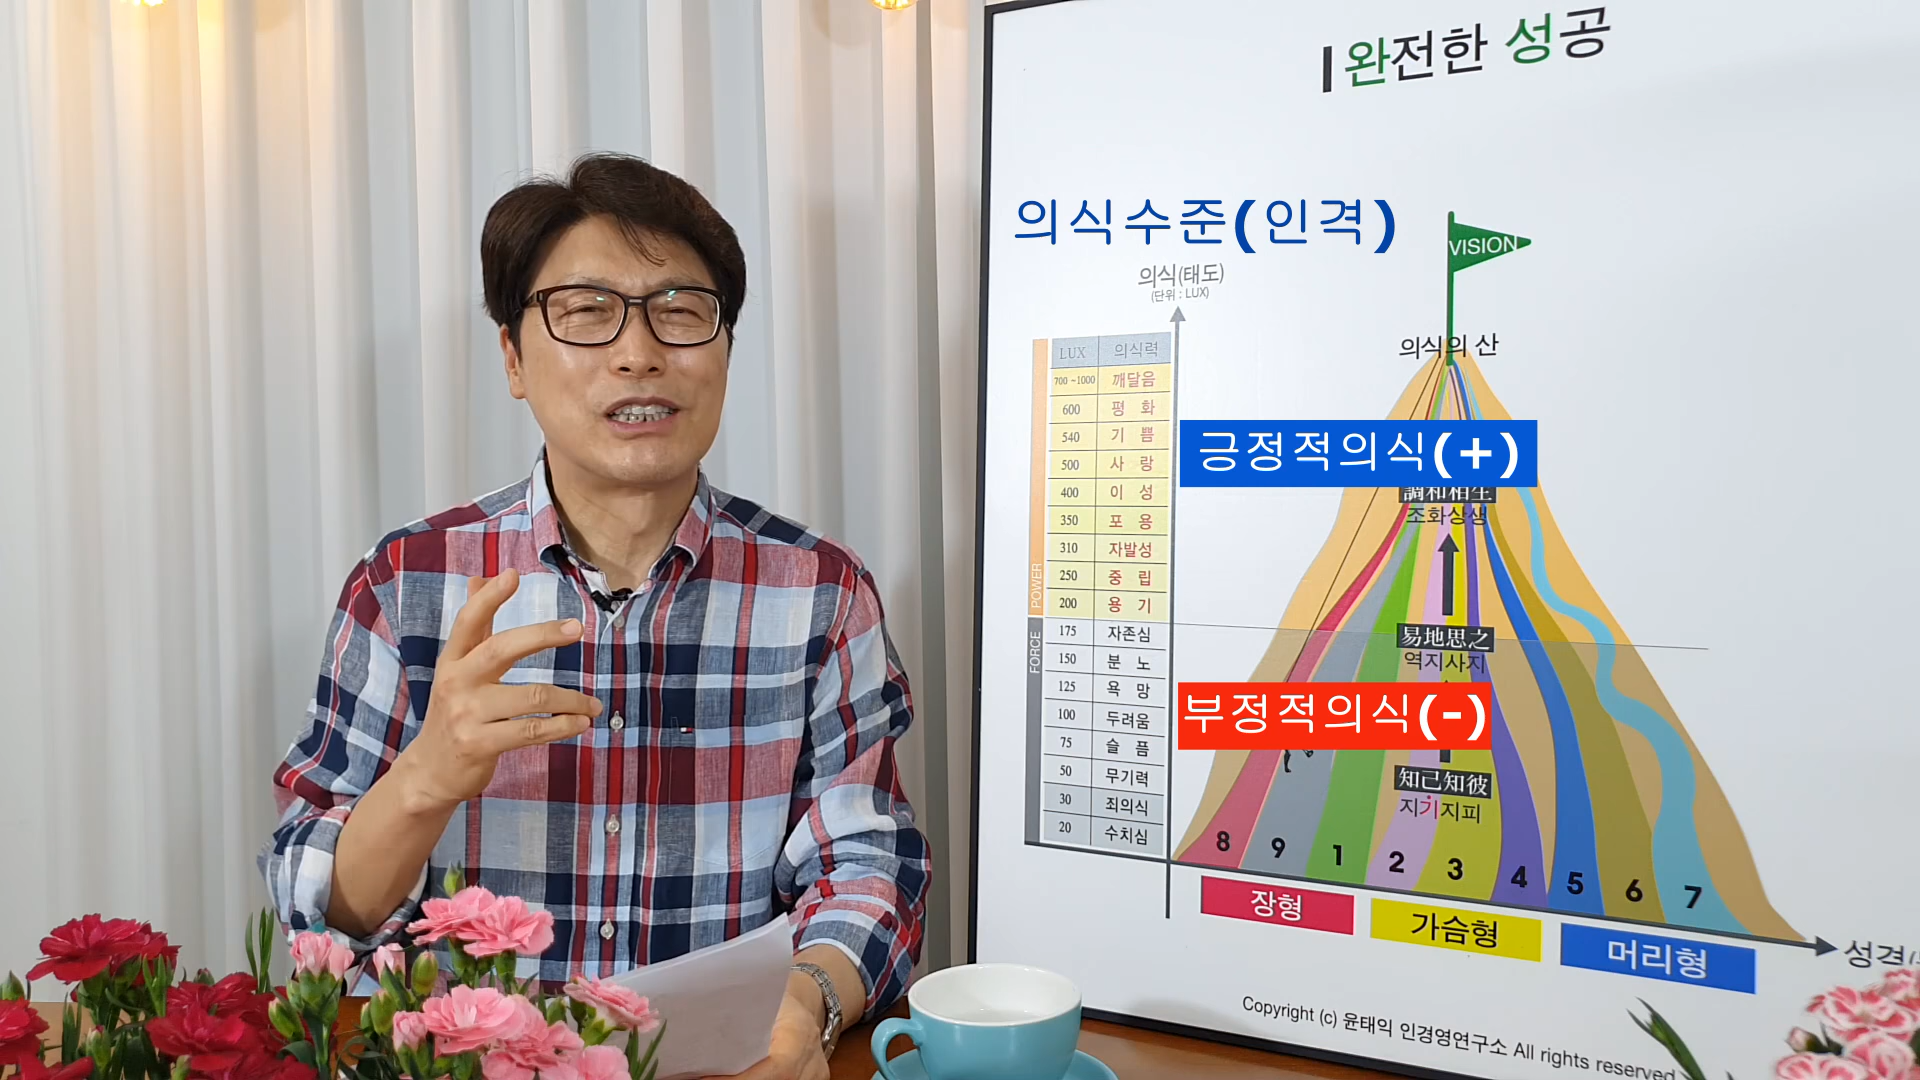 완전한 성공
의식수준(인격)
VISION
의식(태도)
(단위 : LUX)
의식의 산
LUX 의식력
700 ~1000 깨달음
600 평 화
540 기 쁨
500 사 랑
400 이 성
350 포 용
310 자발성
250 중 립
200 용 기
175 자존심
150 분 노
125 욕 망
100 두려움
75 슬 픔
50 무기력
30 죄의식
20 수치심
POWER
FORCE
긍정적의식(+)
調和相生
조화상생
易地思之
역지사지
부정적의식(-)
知己知彼
지기지피
8 9 1 2 3 4 5 6 7
장형 가슴형 머리형
성격
Copyright (c) 윤태익 인경영연구소 All rights reserved